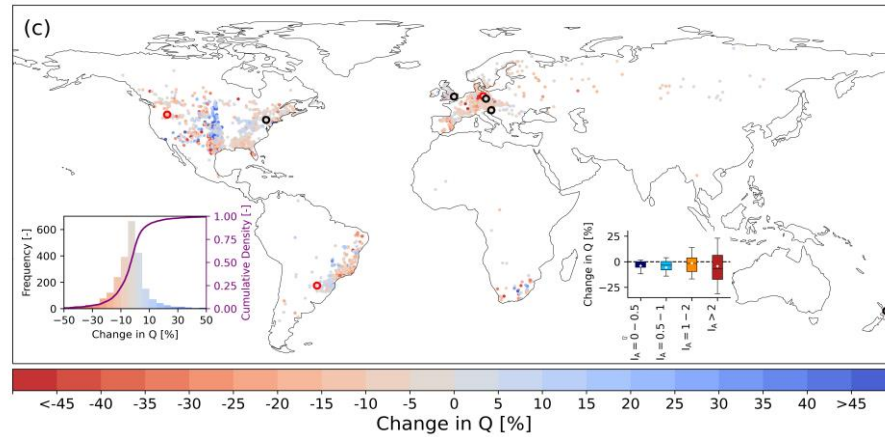 (c)
Frequency [-]
600
400
200
0
1.00
0.75
0.50
0.25
0.00
Cumulative Density [-]
−50 −30 −10 10 30 50
Change in Q [%]
Change in Q [%]
25
0
−25
I_A = 0 − 0.5
I_A = 0.5 − 1
I_A = 1 − 2
I_A > 2
<-45 -40 -35 -30 -25 -20 -15 -10 -5 0 5 10 15 20 25 30 35 40 >45
Change in Q [%]